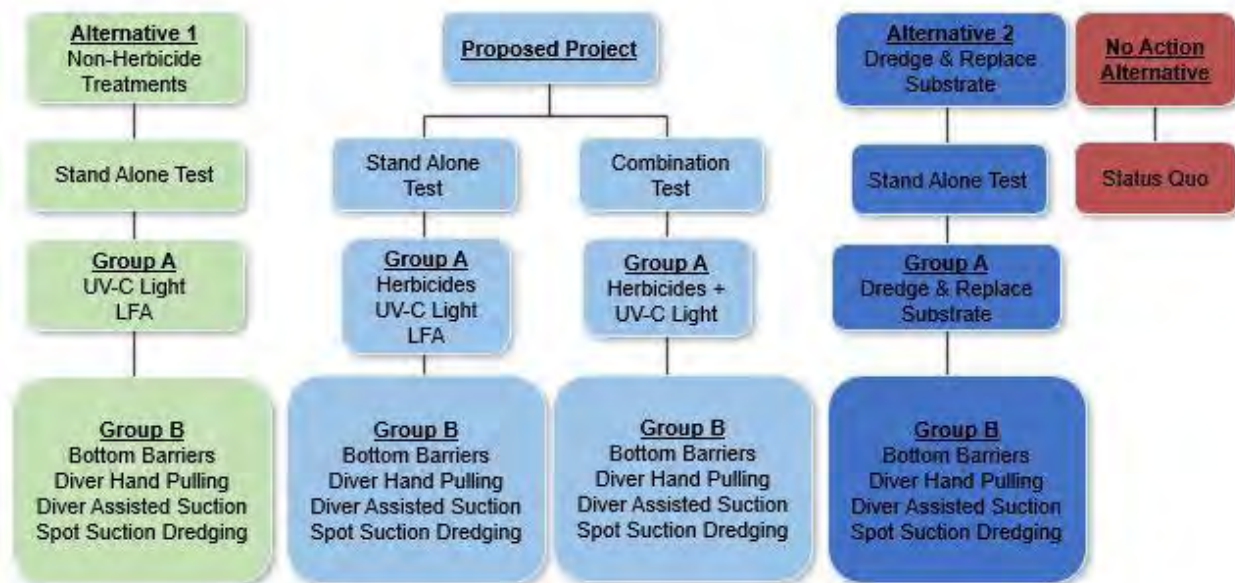 Alternative 1
Non-Herbicide
Treatments
Stand Alone Test
Group A
UV-C Light
LFA
Group B
Bottom Barriers
Diver Hand Pulling
Diver Assisted Suction
Spot Suction Dredging
Proposed Project
Stand Alone
Test
Group A
Herbicides
UV-C Light
LFA
Group B
Bottom Barriers
Diver Hand Pulling
Diver Assisted Suction
Spot Suction Dredging
Combination
Test
Group A
Herbicides +
UV-C Light
Group B
Bottom Barriers
Diver Hand Pulling
Diver Assisted Suction
Spot Suction Dredging
Alternative 2
Dredge & Replace
Substrate
Stand Alone Test
Group A
Dredge & Replace
Substrate
Group B
Bottom Barriers
Diver Hand Pulling
Diver Assisted Suction
Spot Suction Dredging
No Action
Alternative
Status Quo